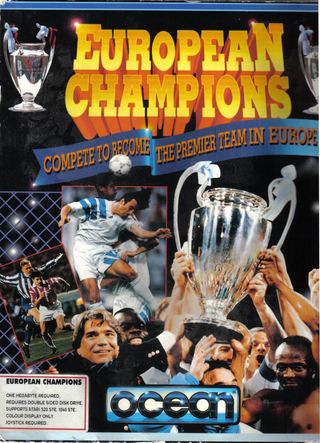 EUROPEAN
CHAMPIONS
COMPETE TO BECOME THE PREMIER TEAM IN EUROPE
EUROPEAN CHAMPIONS
ONE MEGABYTE REQUIRED.
REQUIRES DOUBLE SIDED DISK DRIVE.
SUPPORTS ATARI 520 STE, 1040 STE.
COLOUR DISPLAY ONLY.
JOYSTICK REQUIRED.
ocean